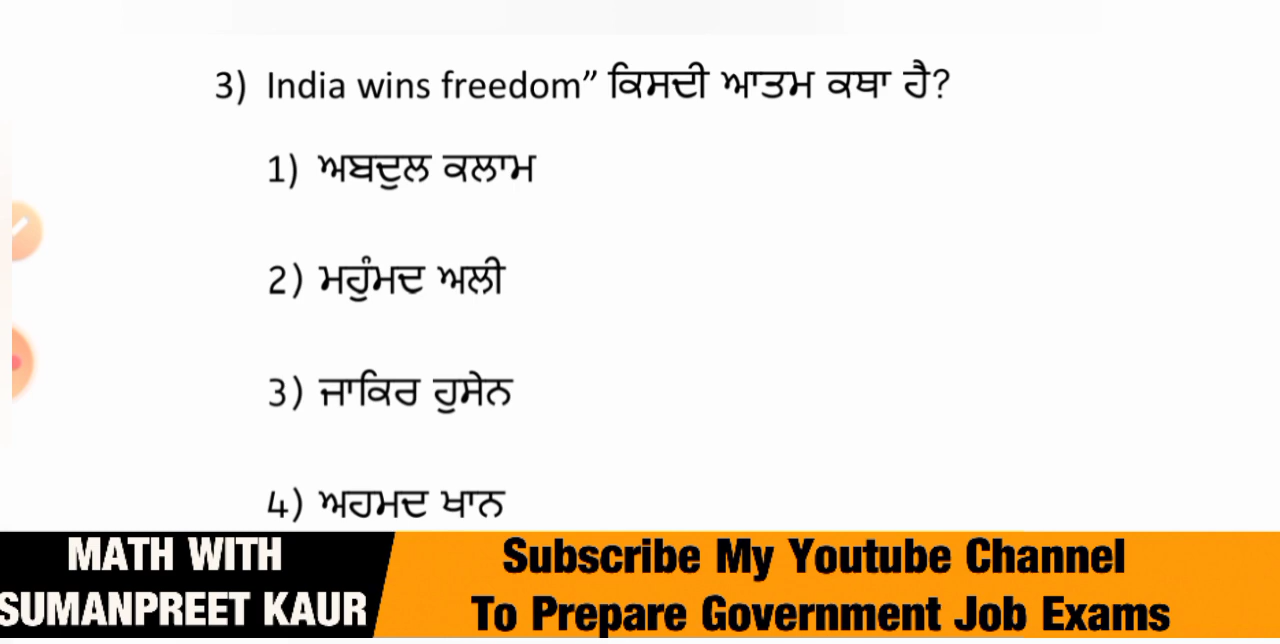 3) India wins freedom” ਕਿਸਦੀ ਆਤਮ ਕਥਾ ਹੈ?
1) ਅਬਦੁਲ ਕਲਾਮ
2) ਮਹੁੰਮਦ ਅਲੀ
3) ਜਾਕਿਰ ਹੁਸੇਨ
4) ਅਹਮਦ ਖਾਨ
MATH WITH
SUMANPREET KAUR
Subscribe My Youtube Channel
To Prepare Government Job Exams